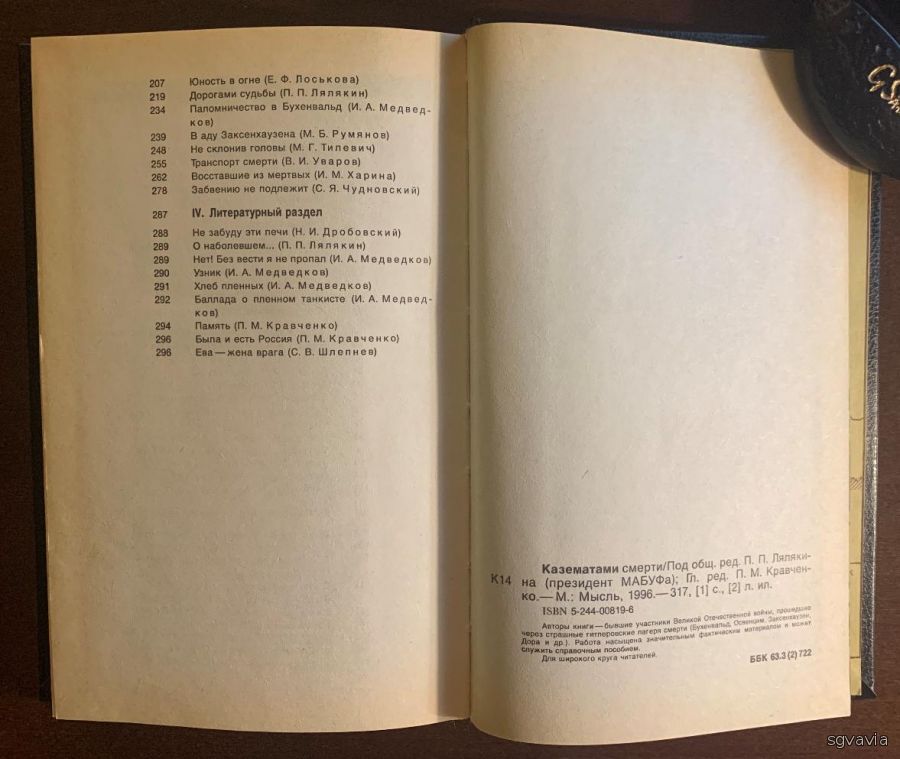 207 Юность в огне (Е. Ф. Лоськова)
219 Дорогами судьбы (П. П. Лялякин)
234 Паломничество в Бухенвальд (И. А. Медвед-
ков)
239 В аду Заксенхаузена (М. Б. Румянов)
248 Не склонив головы (М. Г. Тилевич)
255 Транспорт смерти (В. И. Уваров)
262 Восставшие из мертвых (И. М. Харина)
278 Забвению не подлежит (С. Я. Чудновский)
287 IV. Литературный раздел
288 Не забуду эти печи (Н. И. Дробовский)
289 О наболевшем... (П. П. Лялякин)
289 Нет! Без вести я не пропал (И. А. Медведков)
290 Узник (И. А. Медведков)
291 Хлеб пленных (И. А. Медведков)
292 Баллада о пленном танкисте (И. А. Медвед-
ков)
294 Память (П. М. Кравченко)
296 Была и есть Россия (П. М. Кравченко)
296 Ева — жена врага (С. В. Шлепнев)
Казематами смерти/Под общ. ред. П. П. Ляляки-
К14 на (президент МАБУФа); Гл. ред. П. М. Кравчен-
ко.— М.: Мысль, 1996.— 317, [1] с., [2] л. ил.
ISBN 5-244-00819-6
Авторы книги — бывшие участники Великой Отечественной войны, прошедшие
через страшные гитлеровские лагеря смерти (Бухенвальд, Освенцим, Заксенхаузен,
Дора и др.). Работа насыщена значительным фактическим материалом и может
служить справочным пособием.
Для широкого круга читателей.
ББК 63.3(2)722
sgvavia